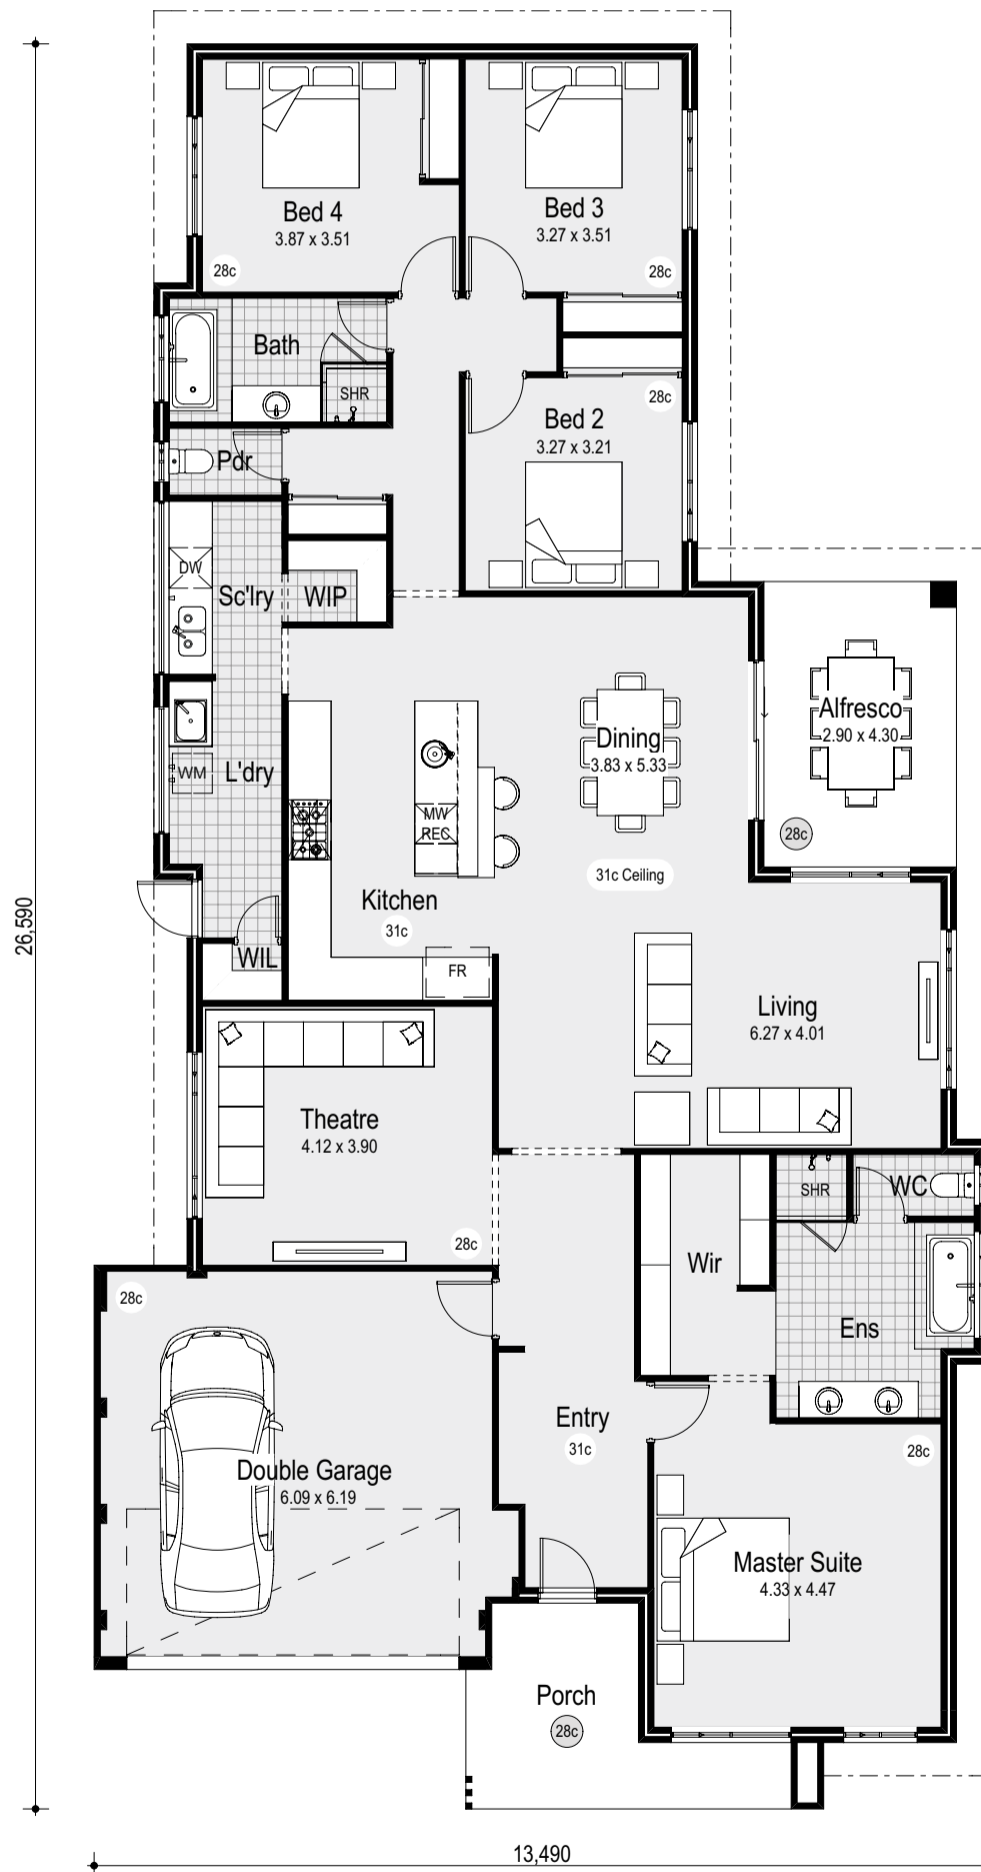 Bed 4
3.87 x 3.51
28c
Bed 3
3.27 x 3.51
28c
Bath
SHR
28c
Bed 2
3.27 x 3.21
Pdr
DW
Sc'lry
WIP
WM
L'dry
Dining
3.83 x 5.33
Alfresco
2.90 x 4.30
28c
MW
REC
31c Ceiling
Kitchen
31c
26,590
WIL
FR
Living
6.27 x 4.01
Theatre
4.12 x 3.90
28c
SHR
WC
Wir
Ens
28c
Entry
31c
28c
Double Garage
6.09 x 6.19
Master Suite
4.33 x 4.47
Porch
28c
13,490